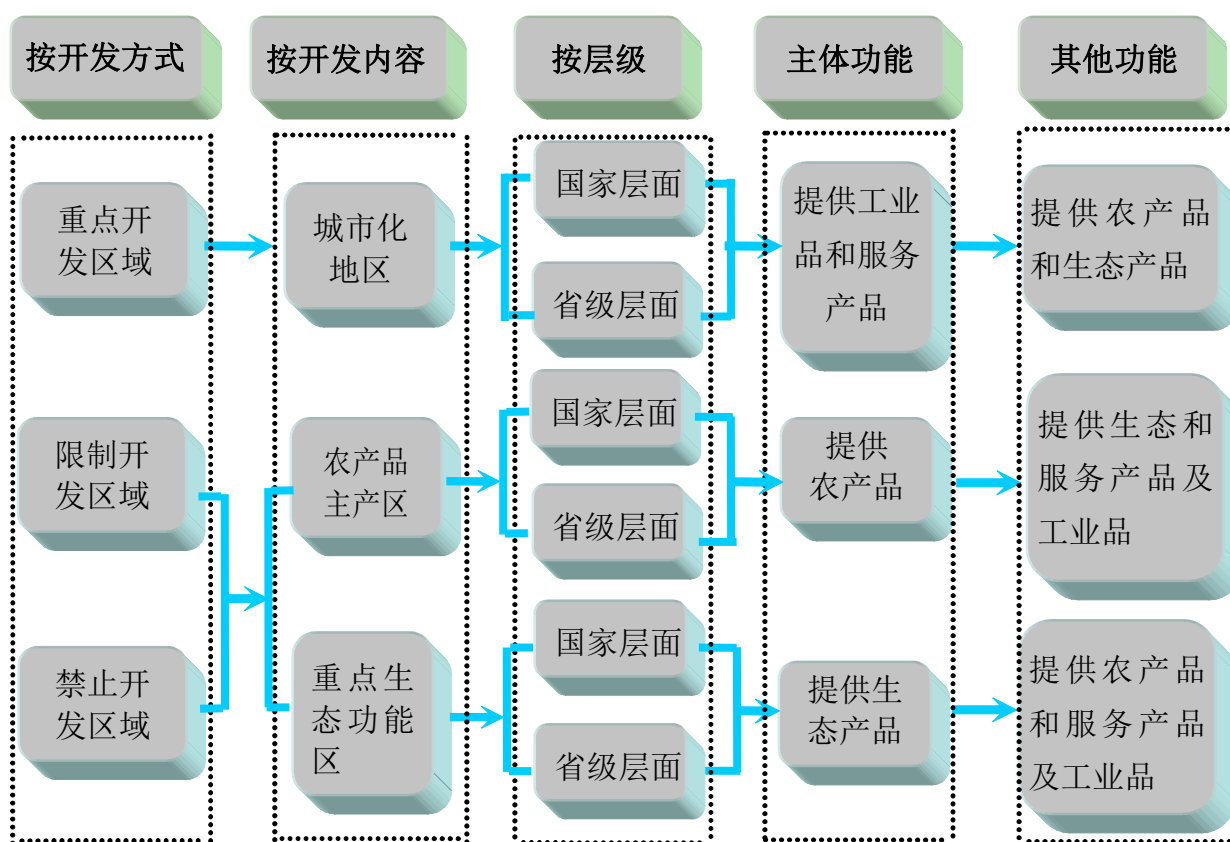 按开发方式
按开发内容
按层级
主体功能
其他功能
重点开
发区域
城市化
地区
国家层面
省级层面
提供工业
品和服务
产品
提供农产品
和生态产品
限制开
发区域
农产品
主产区
国家层面
省级层面
提供
农产品
提供生态和
服务产品及
工业品
禁止开
发区域
重点生
态功能
区
国家层面
省级层面
提供生
态产品
提供农产品
和服务产品
及工业品